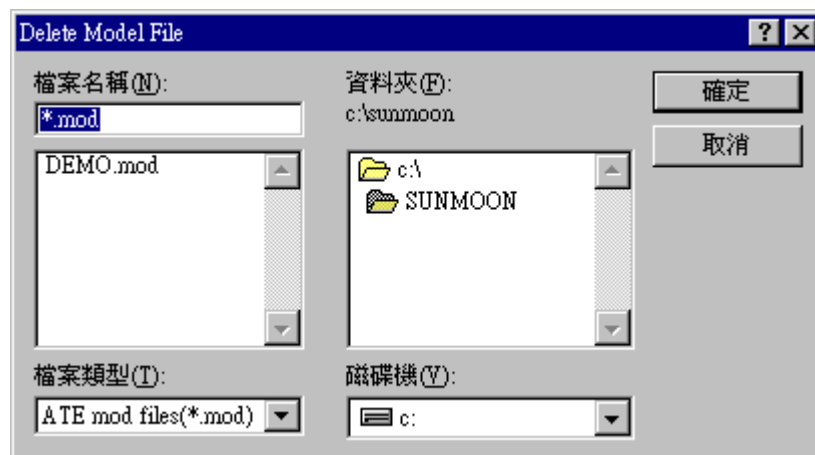 Delete Model File
檔案名稱(N):
*.mod
DEMO.mod
檔案類型(T):
ATE mod files(*.mod)
資料夾(F):
c:\sunmoon
c:\
SUNMOON
磁碟機(V):
c:
確定
取消